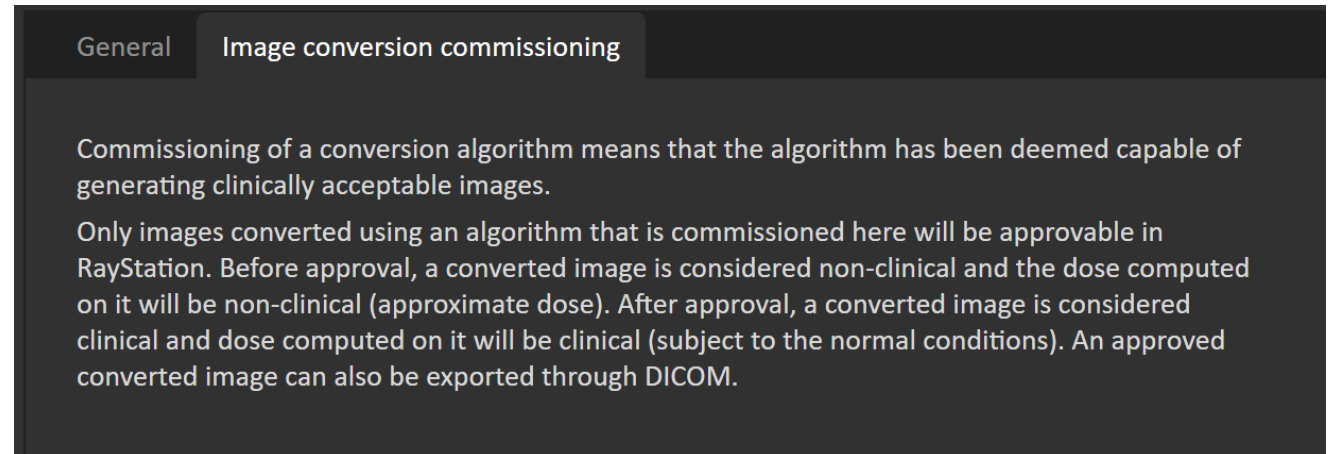 General
Image conversion commissioning
Commissioning of a conversion algorithm means that the algorithm has been deemed capable of
generating clinically acceptable images.
Only images converted using an algorithm that is commissioned here will be approvable in
RayStation. Before approval, a converted image is considered non-clinical and the dose computed
on it will be non-clinical (approximate dose). After approval, a converted image is considered
clinical and dose computed on it will be clinical (subject to the normal conditions). An approved
converted image can also be exported through DICOM.